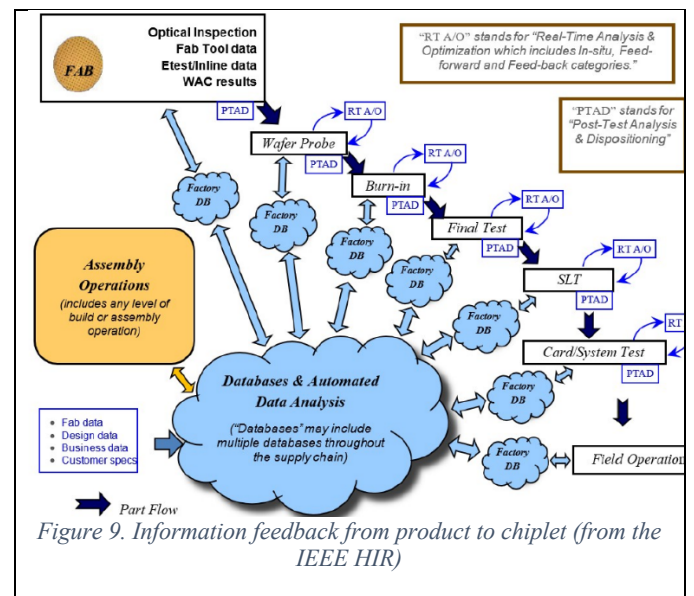 Optical Inspection
Fab Tool data
Etest/Inline data
WAC results
FAB
"RT A/O" stands for "Real-Time Analysis &
Optimization which includes In-situ, Feed-
forward and Feed-back categories."
"PTAD" stands for
"Post-Test Analysis
& Dispositioning"
PTAD
RT A/O
Wafer Probe
PTAD
RT A/O
Burn-in
PTAD
RT A/O
Final Test
PTAD
RT A/O
SLT
PTAD
RT
Card/System Test
PTAD
Field Operation
Factory
DB
Factory
DB
Factory
DB
Factory
DB
Factory
DB
Factory
DB
Factory
DB
Assembly
Operations
(includes any level of
build or assembly
operation)
Databases & Automated
Data Analysis
("Databases" may include
multiple databases throughout
the supply chain)
• Fab data
• Design data
• Business data
• Customer specs
Part Flow
Figure 9. Information feedback from product to chiplet (from the
IEEE HIR)